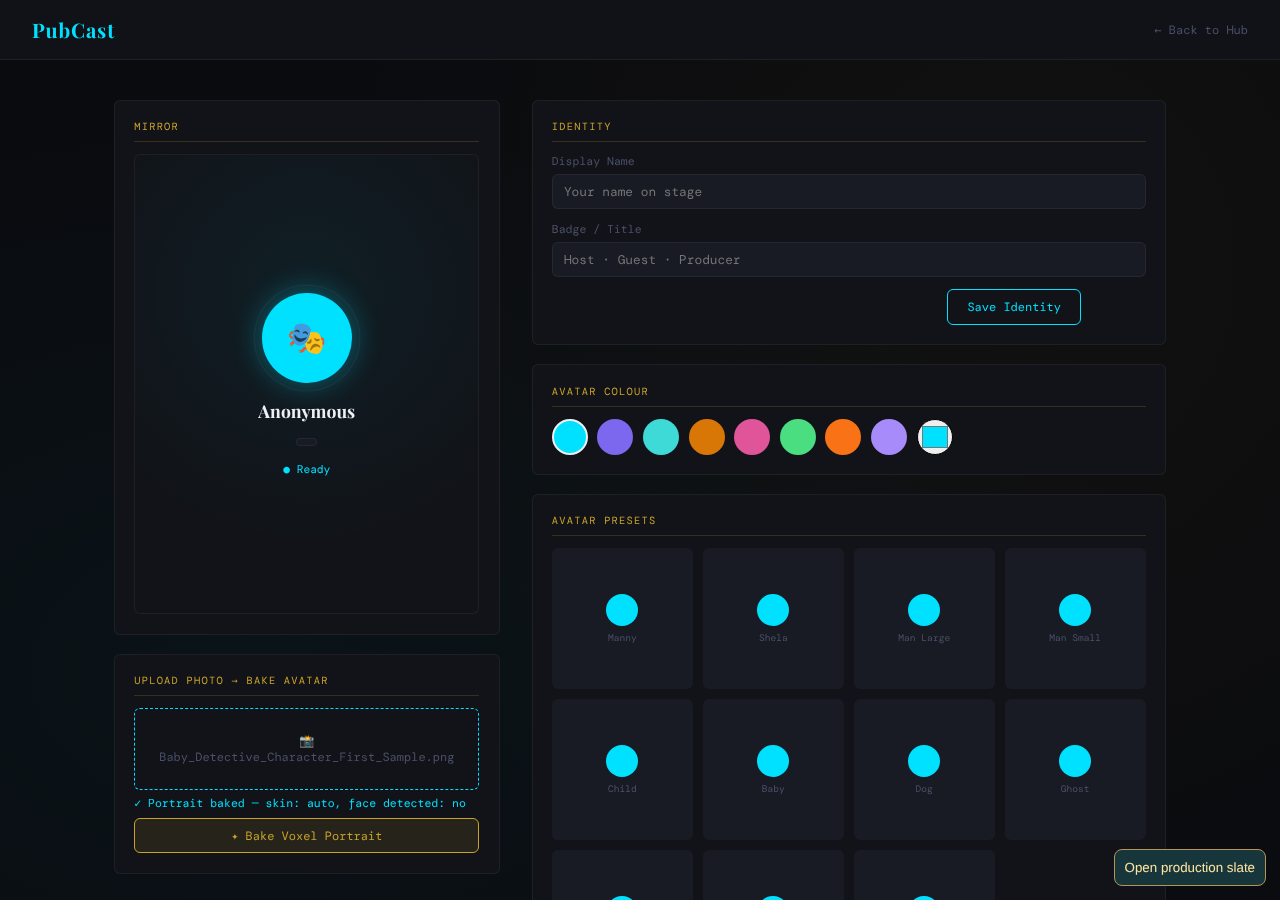 PubCast
← Back to Hub
MIRROR
Anonymous
● Ready
UPLOAD PHOTO → BAKE AVATAR
Baby_Detective_Character_First_Sample.png
✓ Portrait baked — skin: auto, face detected: no
✦ Bake Voxel Portrait
IDENTITY
Display Name
Your name on stage
Badge / Title
Host · Guest · Producer
Save Identity
AVATAR COLOUR
AVATAR PRESETS
Manny
Shela
Man Large
Man Small
Child
Baby
Dog
Ghost
Open production slate